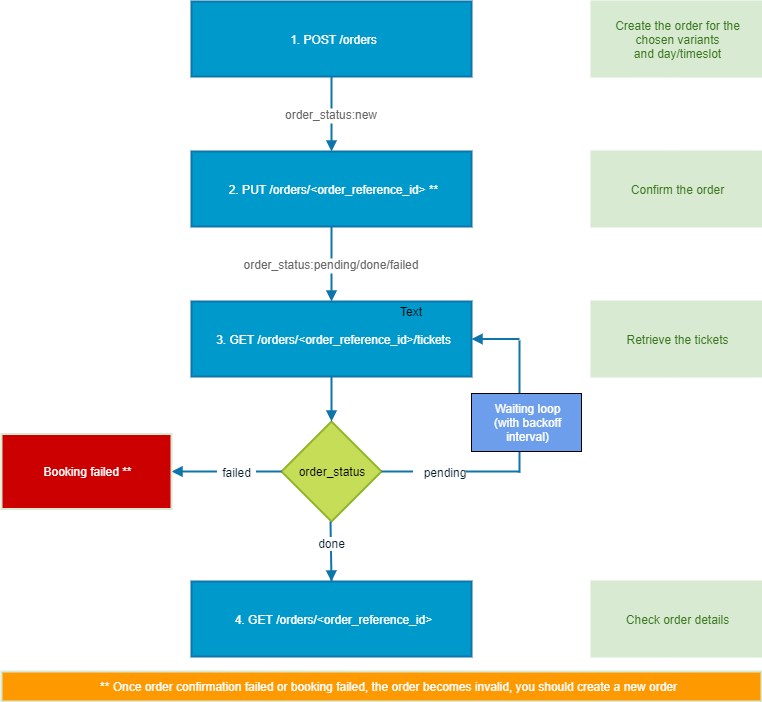 1. POST /orders
Create the order for the
chosen variants
and day/timeslot
order_status:new
2. PUT /orders/<order_reference_id> **
Confirm the order
order_status:pending/done/failed
Text
3. GET /orders/<order_reference_id>/tickets
Retrieve the tickets
Waiting loop
(with backoff
interval)
Booking failed **
failed
order_status
pending
done
4. GET /orders/<order_reference_id>
Check order details
** Once order confirmation failed or booking failed, the order becomes invalid, you should create a new order